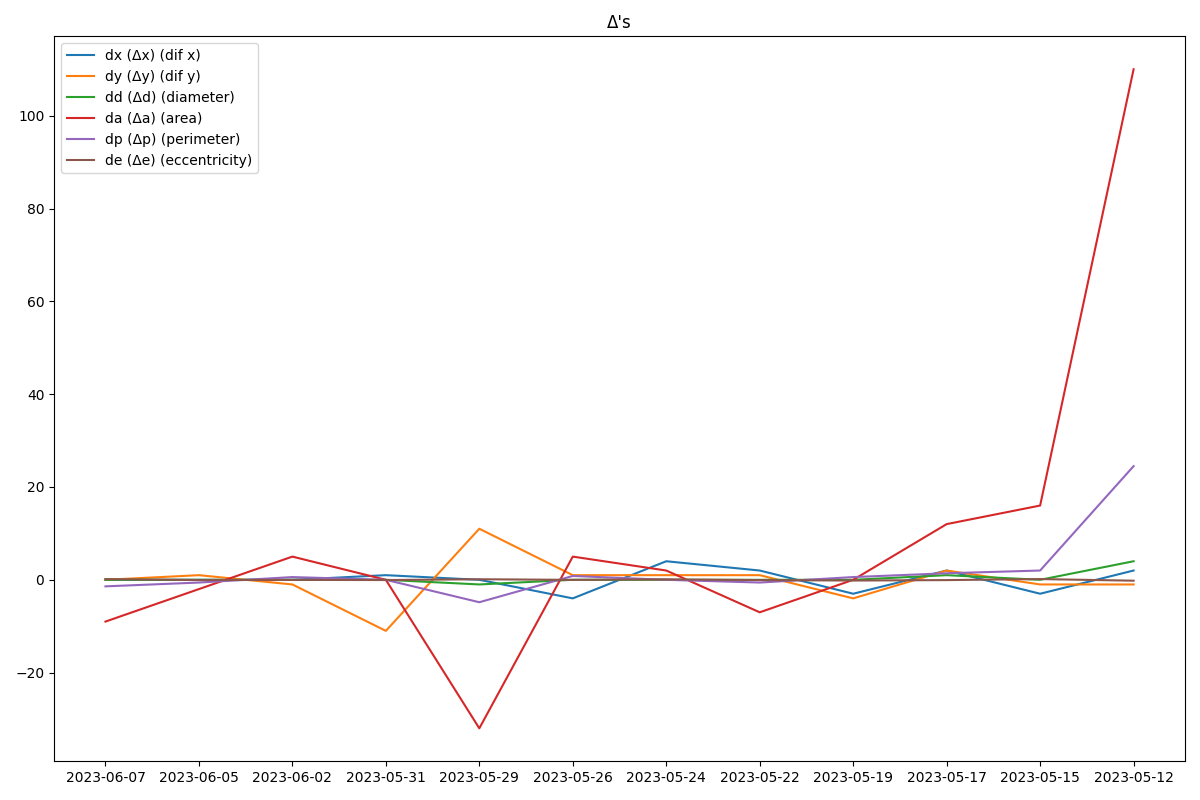 Δ's
dx (Δx) (dif x)
dy (Δy) (dif y)
dd (Δd) (diameter)
da (Δa) (area)
dp (Δp) (perimeter)
de (Δe) (eccentricity)
100
80
60
40
20
0
−20
2023-06-07 2023-06-05 2023-06-02 2023-05-31 2023-05-29 2023-05-26 2023-05-24 2023-05-22 2023-05-19 2023-05-17 2023-05-15 2023-05-12